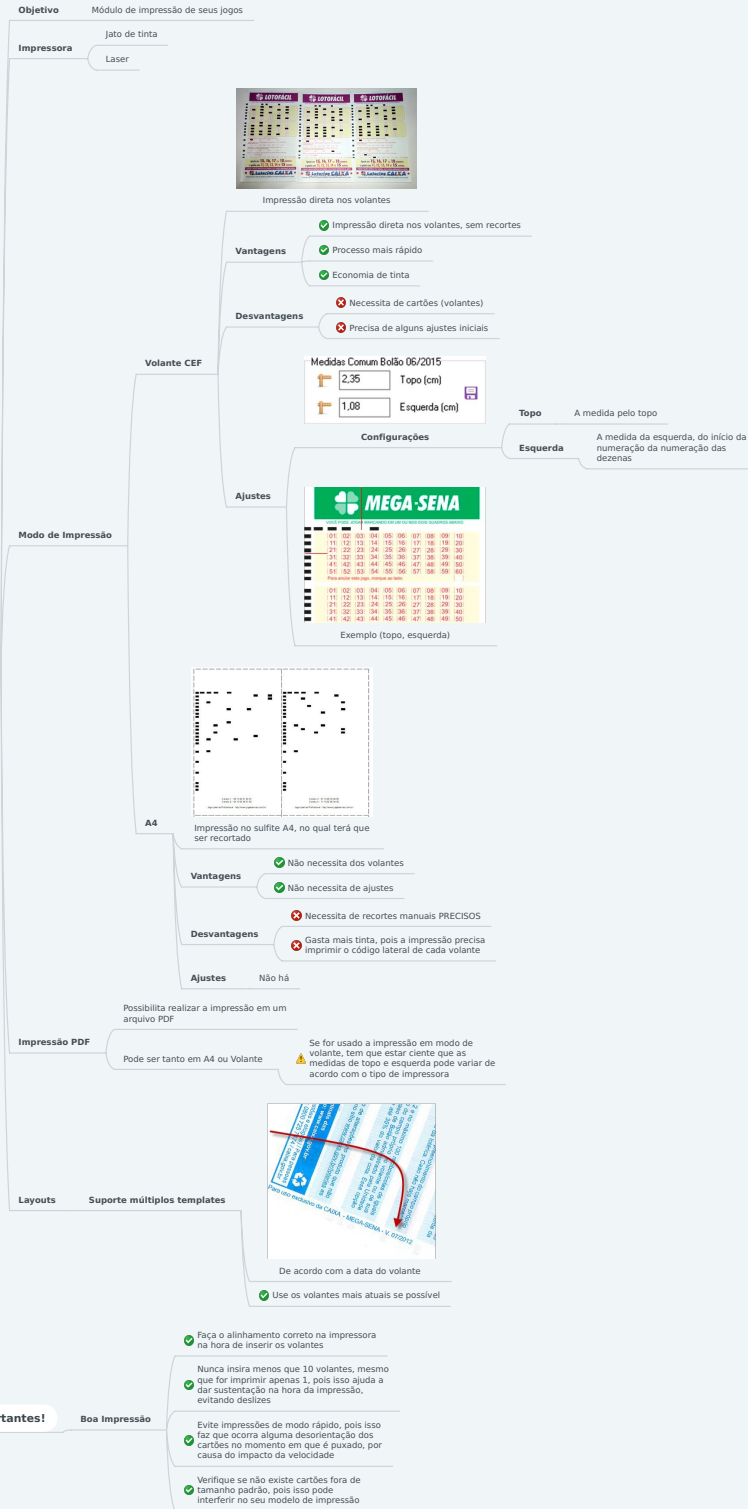 Objetivo
Módulo de impressão de seus jogos
Impressora
Jato de tinta
Laser
Modo de Impressão
Volante CEF
LOTOFÁCIL LOTOFÁCIL LOTOFÁCIL
Impressão direta nos volantes
Vantagens
Impressão direta nos volantes, sem recortes
Processo mais rápido
Economia de tinta
Desvantagens
Necessita de cartões (volantes)
Precisa de alguns ajustes iniciais
Ajustes
Medidas Comum Bolão 06/2015
2,35 Topo (cm)
1,08 Esquerda (cm)
Configurações
Topo
A medida pelo topo
Esquerda
A medida da esquerda, do início da
numeração da numeração das
dezenas
MEGA-SENA
01 02 03 04 05 06 07 08 09 10
11 12 13 14 15 16 17 18 19 20
21 22 23 24 25 26 27 28 29 30
31 32 33 34 35 36 37 38 39 40
41 42 43 44 45 46 47 48 49 50
51 52 53 54 55 56 57 58 59 60
Para anular este jogo, marque ao lado:
01 02 03 04 05 06 07 08 09 10
11 12 13 14 15 16 17 18 19 20
21 22 23 24 25 26 27 28 29 30
31 32 33 34 35 36 37 38 39 40
41 42 43 44 45 46 47 48 49 50
Exemplo (topo, esquerda)
A4
Impressão no sulfite A4, no qual terá que
ser recortado
Vantagens
Não necessita dos volantes
Não necessita de ajustes
Desvantagens
Necessita de recortes manuais PRECISOS
Gasta mais tinta, pois a impressão precisa
imprimir o código lateral de cada volante
Ajustes
Não há
Impressão PDF
Possibilita realizar a impressão em um
arquivo PDF
Pode ser tanto em A4 ou Volante
Se for usado a impressão em modo de
volante, tem que estar ciente que as
medidas de topo e esquerda pode variar de
acordo com o tipo de impressora
Layouts
Suporte múltiplos templates
Para uso exclusivo da CAIXA - MEGA-SENA - V. 07/2012
De acordo com a data do volante
Use os volantes mais atuais se possível
rtantes!
Boa Impressão
Faça o alinhamento correto na impressora
na hora de inserir os volantes
Nunca insira menos que 10 volantes, mesmo
que for imprimir apenas 1, pois isso ajuda a
dar sustentação na hora da impressão,
evitando deslizes
Evite impressões de modo rápido, pois isso
faz que ocorra alguma desorientação dos
cartões no momento em que é puxado, por
causa do impacto da velocidade
Verifique se não existe cartões fora de
tamanho padrão, pois isso pode
interferir no seu modelo de impressão